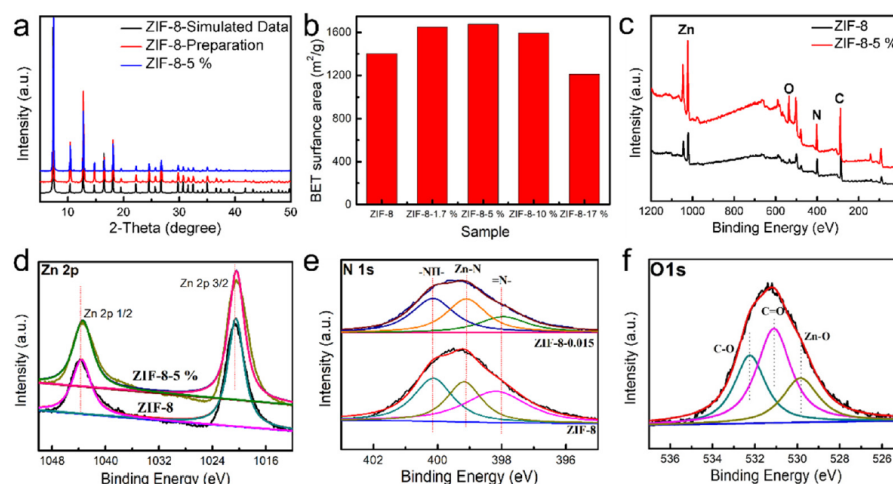 a
ZIF-8-Simulated Data
ZIF-8-Preparation
ZIF-8-5 %
Intensity (a.u.)
10 20 30 40 50
2-Theta (degree)
b
BET surfance area (m²/g)
1600
1200
800
400
0
ZIF-8 ZIF-8-1.7 % ZIF-8-5 % ZIF-8-10 % ZIF-8-17 %
Sample
c
ZIF-8
ZIF-8-5 %
Zn
O
N
C
Intensity (a.u.)
1200 1000 800 600 400 200
Binding Energy (eV)
d
Zn 2p
Zn 2p 3/2
Zn 2p 1/2
ZIF-8-5 %
ZIF-8
Intensity (a.u.)
1048 1040 1032 1024 1016
Binding Energy (eV)
e
N 1s
-NH-
Zn-N
=N-
ZIF-8-0.015
ZIF-8
Intensity (a.u.)
402 400 398 396
Binding Energy (eV)
f
O1s
C=O
C-O
Zn-O
Intensity (a.u.)
536 534 532 530 528 526
Binding Energy (eV)